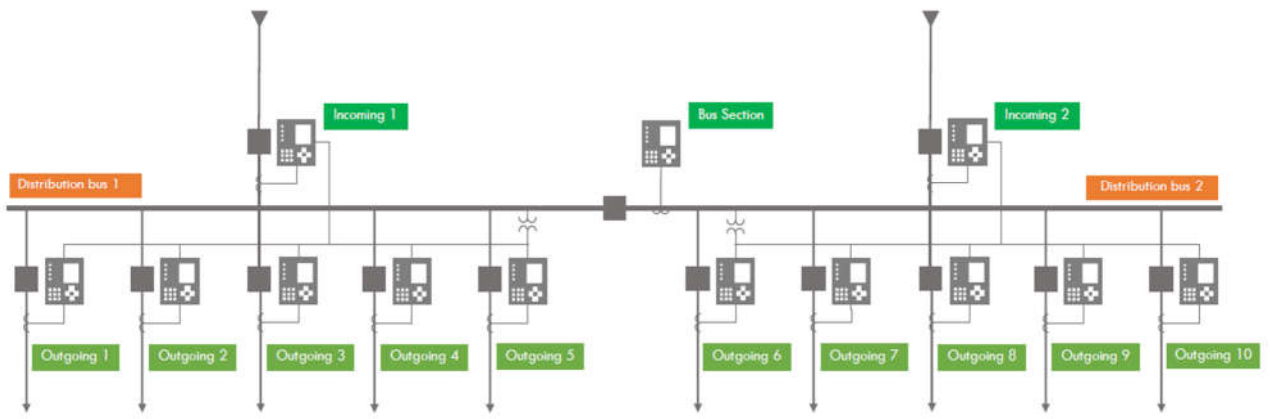 Incoming 1
Bus Section
Incoming 2
Distribution bus 1
Distribution bus 2
Outgoing 1
Outgoing 2
Outgoing 3
Outgoing 4
Outgoing 5
Outgoing 6
Outgoing 7
Outgoing 8
Outgoing 9
Outgoing 10